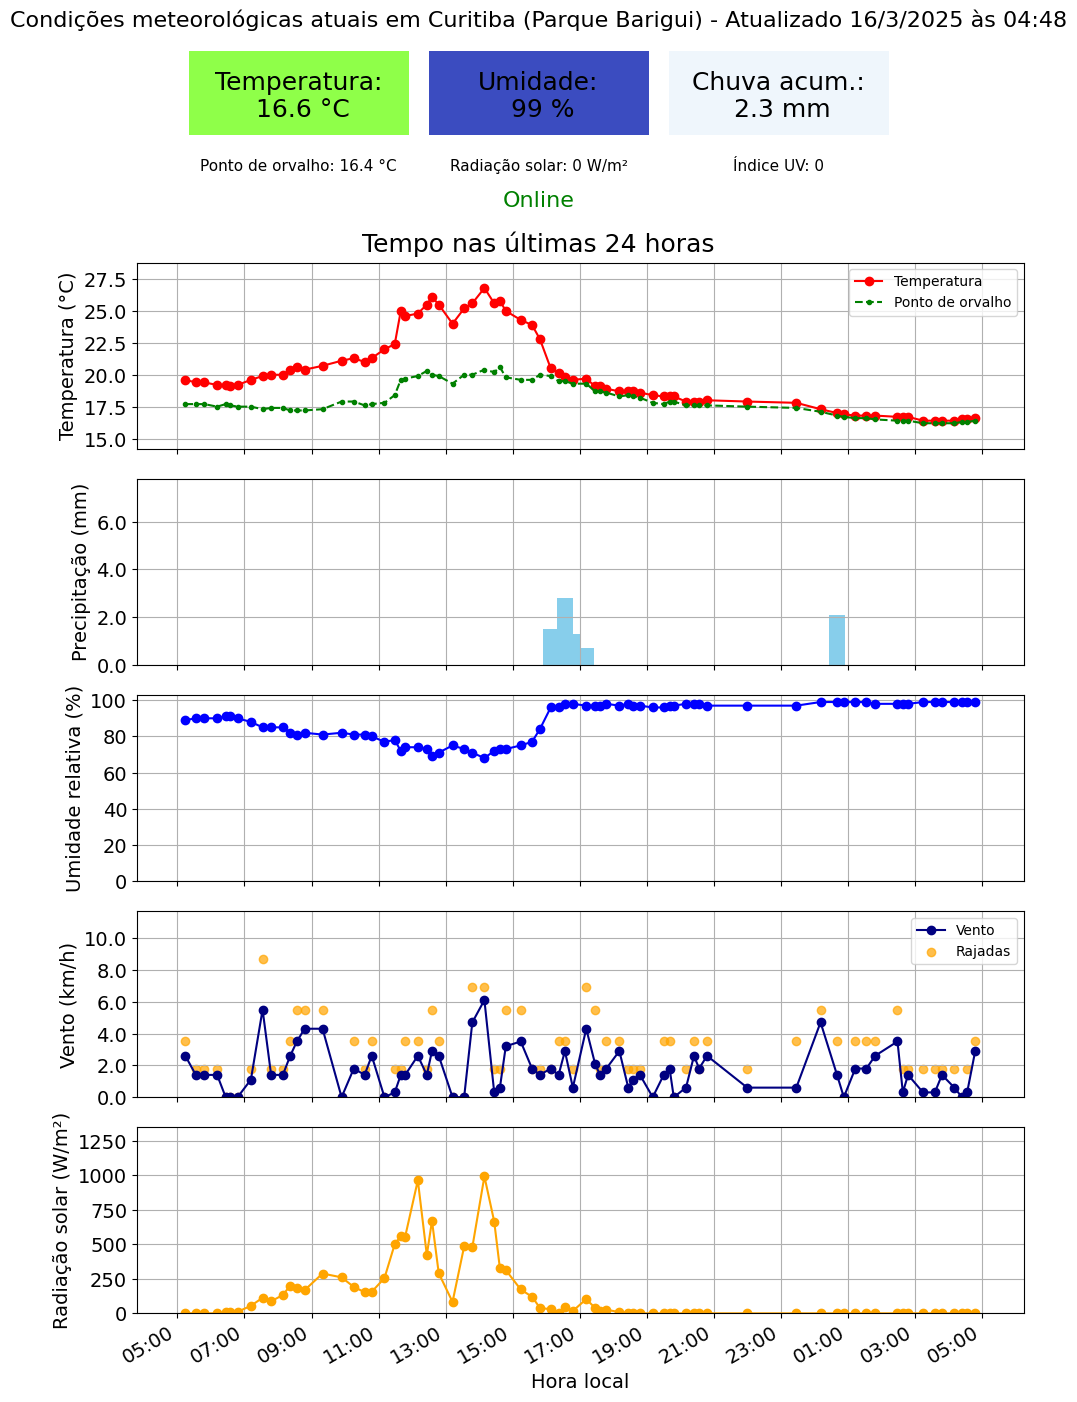 Condições meteorológicas atuais em Curitiba (Parque Barigui) - Atualizado 16/3/2025 às 04:48
Temperatura:
16.6 °C
Umidade:
99 %
Chuva acum.:
2.3 mm
Ponto de orvalho: 16.4 °C
Radiação solar: 0 W/m²
Índice UV: 0
Online
Tempo nas últimas 24 horas
Temperatura (°C)
27.5
25.0
22.5
20.0
17.5
15.0
Temperatura
Ponto de orvalho
Precipitação (mm)
6.0
4.0
2.0
0.0
Umidade relativa (%)
100
80
60
40
20
0
Vento (km/h)
10.0
8.0
6.0
4.0
2.0
0.0
Vento
Rajadas
Radiação solar (W/m²)
1250
1000
750
500
250
0
05:00
07:00
09:00
11:00
13:00
15:00
17:00
19:00
21:00
23:00
01:00
03:00
05:00
Hora local